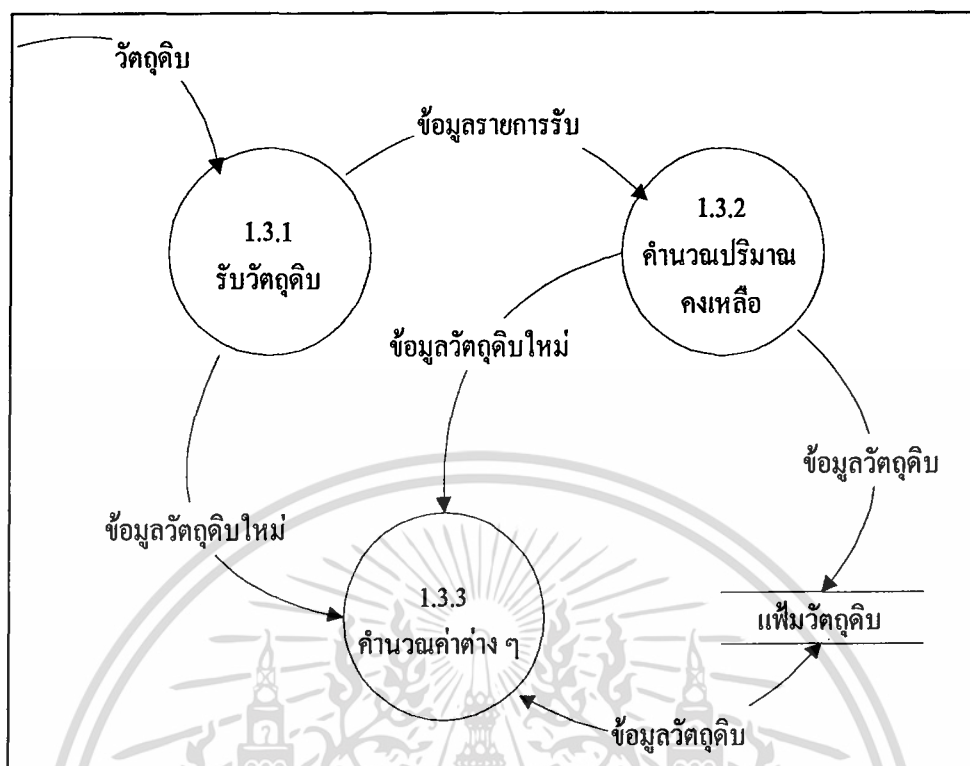 วัตถุดิบ
ข้อมูลรายการรับ
1.3.1
รับวัตถุดิบ
1.3.2
คำนวณปริมาณ
คงเหลือ
ข้อมูลวัตถุดิบใหม่
ข้อมูลวัตถุดิบ
ข้อมูลวัตถุดิบใหม่
1.3.3
คำนวณค่าต่าง ๆ
แฟ้มวัตถุดิบ
ข้อมูลวัตถุดิบ